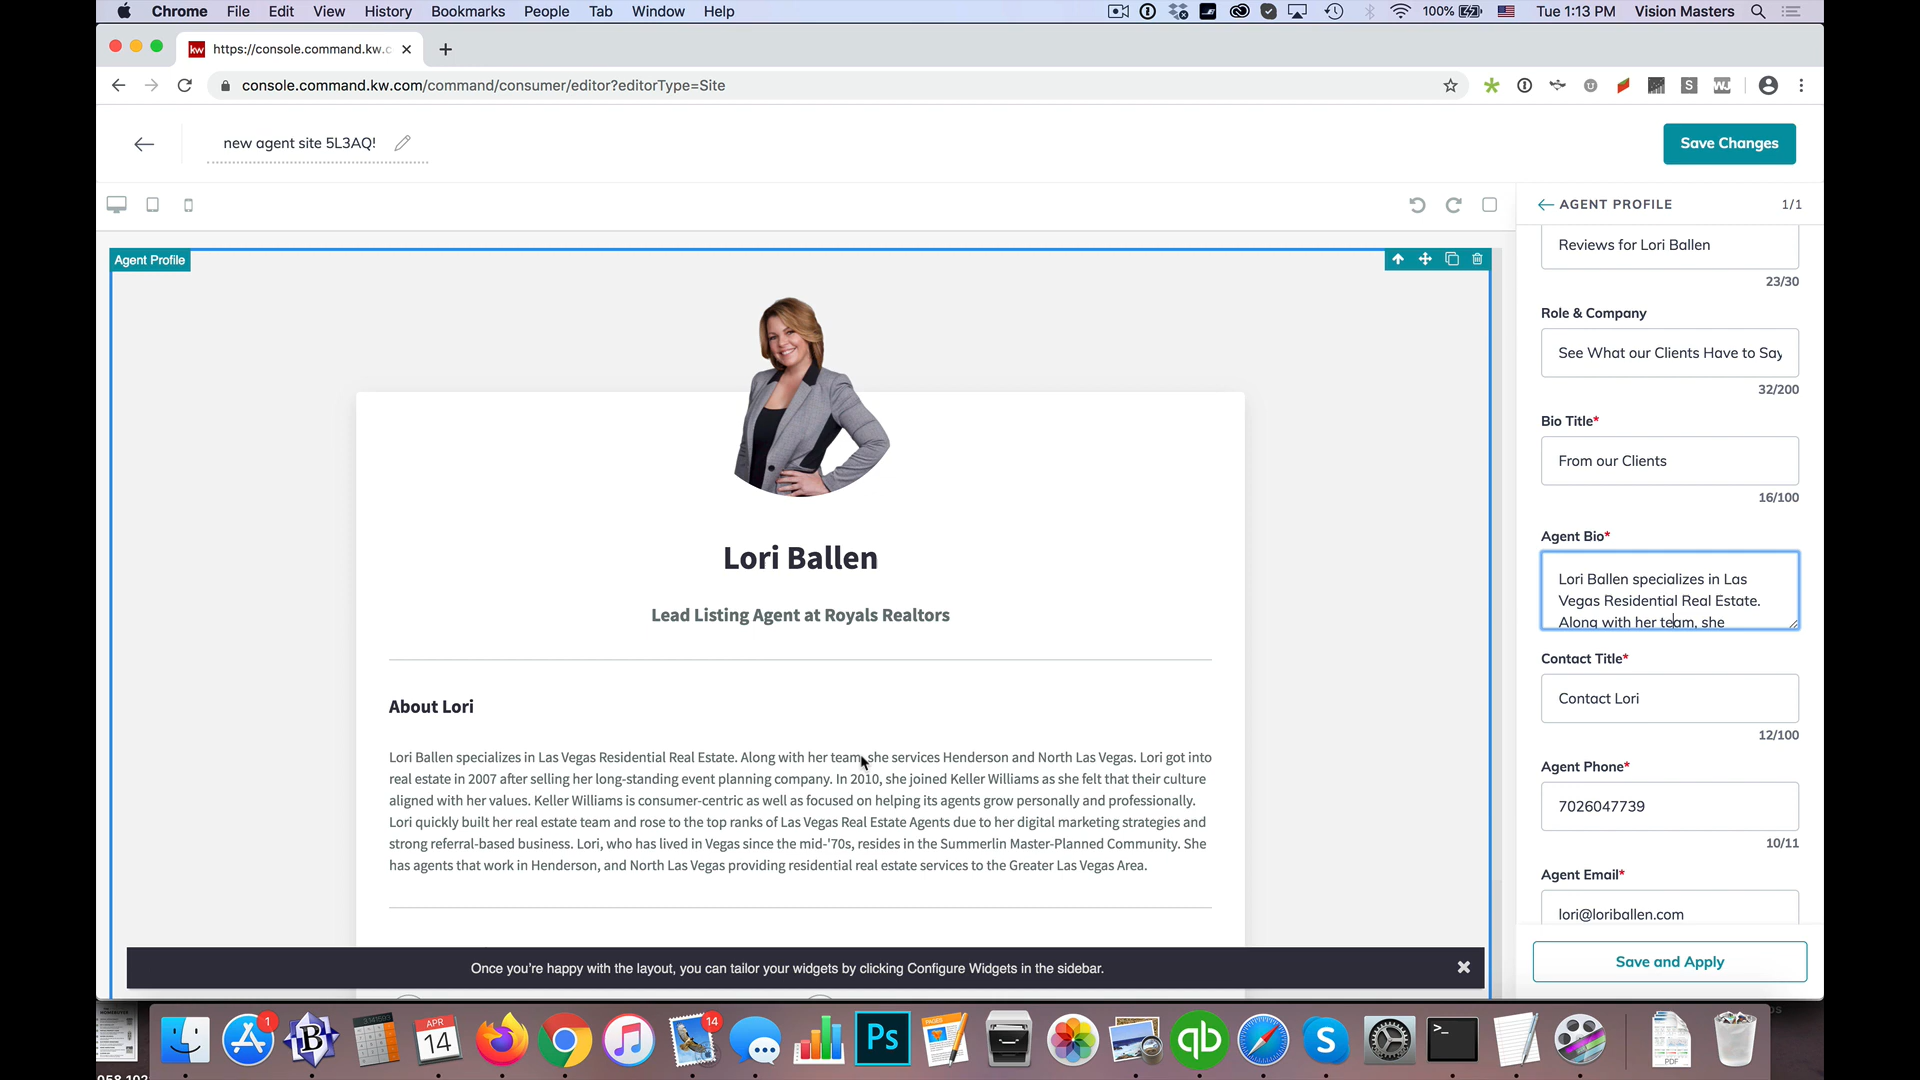 Chrome File Edit View History Bookmarks People Tab Window Help
100% Tue 1:13 PM Vision Masters
kw https://console.command.kw.c
console.command.kw.com/command/consumer/editor?editorType=Site
new agent site 5L3AQ!
Save Changes
AGENT PROFILE 1/1
Agent Profile
Lori Ballen
Lead Listing Agent at Royals Realtors
About Lori
Lori Ballen specializes in Las Vegas Residential Real Estate. Along with her team, she services Henderson and North Las Vegas. Lori got into
real estate in 2007 after selling her long-standing event planning company. In 2010, she joined Keller Williams as she felt that their culture
aligned with her values. Keller Williams is consumer-centric as well as focused on helping its agents grow personally and professionally.
Lori quickly built her real estate team and rose to the top ranks of Las Vegas Real Estate Agents due to her digital marketing strategies and
strong referral-based business. Lori, who has lived in Vegas since the mid-'70s, resides in the Summerlin Master-Planned Community. She
has agents that work in Henderson, and North Las Vegas providing residential real estate services to the Greater Las Vegas Area.
Once you're happy with the layout, you can tailor your widgets by clicking Configure Widgets in the sidebar.
Reviews for Lori Ballen
23/30
Role & Company
See What our Clients Have to Say
32/200
Bio Title*
From our Clients
16/100
Agent Bio*
Lori Ballen specializes in Las
Vegas Residential Real Estate.
Along with her team, she
Contact Title*
Contact Lori
12/100
Agent Phone*
7026047739
10/11
Agent Email*
lori@loriballen.com
Save and Apply
1
B
APR
14
14
Ps
PAGES
qb
S
>_
PDF